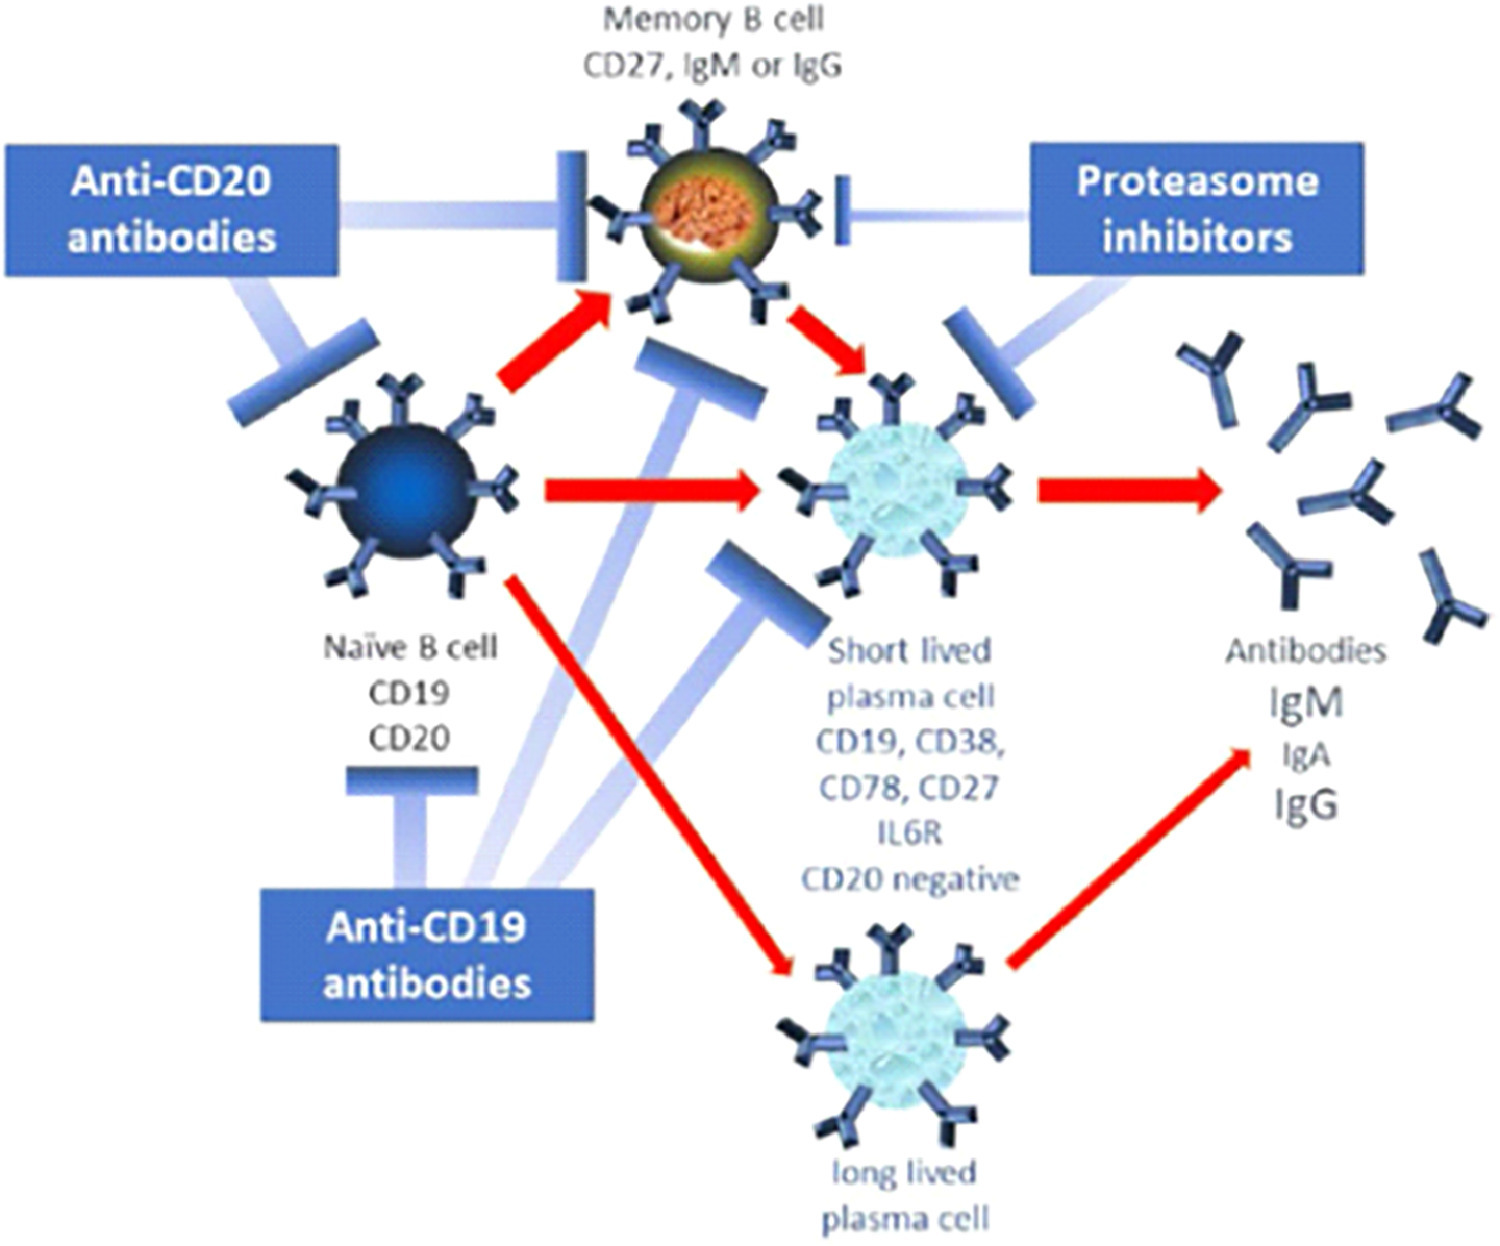 Memory B cell
CD27, IgM or IgG
Anti-CD20
antibodies
Proteasome
inhibitors
Naïve B cell
CD19
CD20
Short lived
plasma cell
CD19, CD38,
CD78, CD27
IL6R
CD20 negative
Antibodies
IgM
IgA
IgG
Anti-CD19
antibodies
long lived
plasma cell